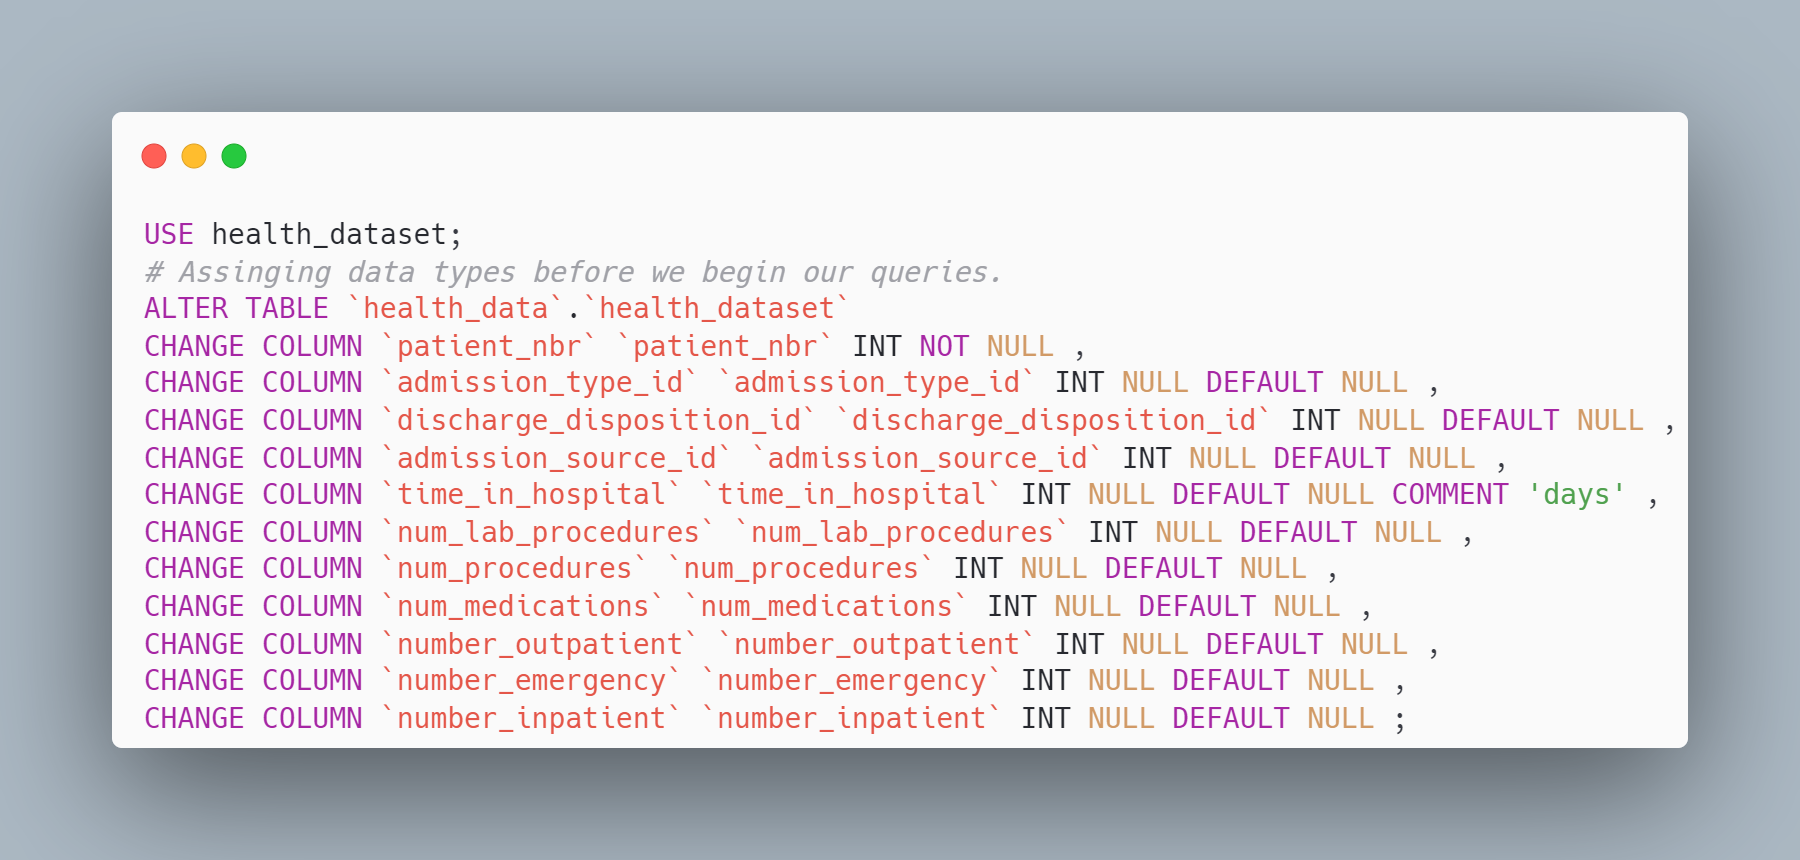 USE health_dataset;
# Assinging data types before we begin our queries.
ALTER TABLE `health_data`.`health_dataset`
CHANGE COLUMN `patient_nbr` `patient_nbr` INT NOT NULL ,
CHANGE COLUMN `admission_type_id` `admission_type_id` INT NULL DEFAULT NULL ,
CHANGE COLUMN `discharge_disposition_id` `discharge_disposition_id` INT NULL DEFAULT NULL ,
CHANGE COLUMN `admission_source_id` `admission_source_id` INT NULL DEFAULT NULL ,
CHANGE COLUMN `time_in_hospital` `time_in_hospital` INT NULL DEFAULT NULL COMMENT 'days' ,
CHANGE COLUMN `num_lab_procedures` `num_lab_procedures` INT NULL DEFAULT NULL ,
CHANGE COLUMN `num_procedures` `num_procedures` INT NULL DEFAULT NULL ,
CHANGE COLUMN `num_medications` `num_medications` INT NULL DEFAULT NULL ,
CHANGE COLUMN `number_outpatient` `number_outpatient` INT NULL DEFAULT NULL ,
CHANGE COLUMN `number_emergency` `number_emergency` INT NULL DEFAULT NULL ,
CHANGE COLUMN `number_inpatient` `number_inpatient` INT NULL DEFAULT NULL ;